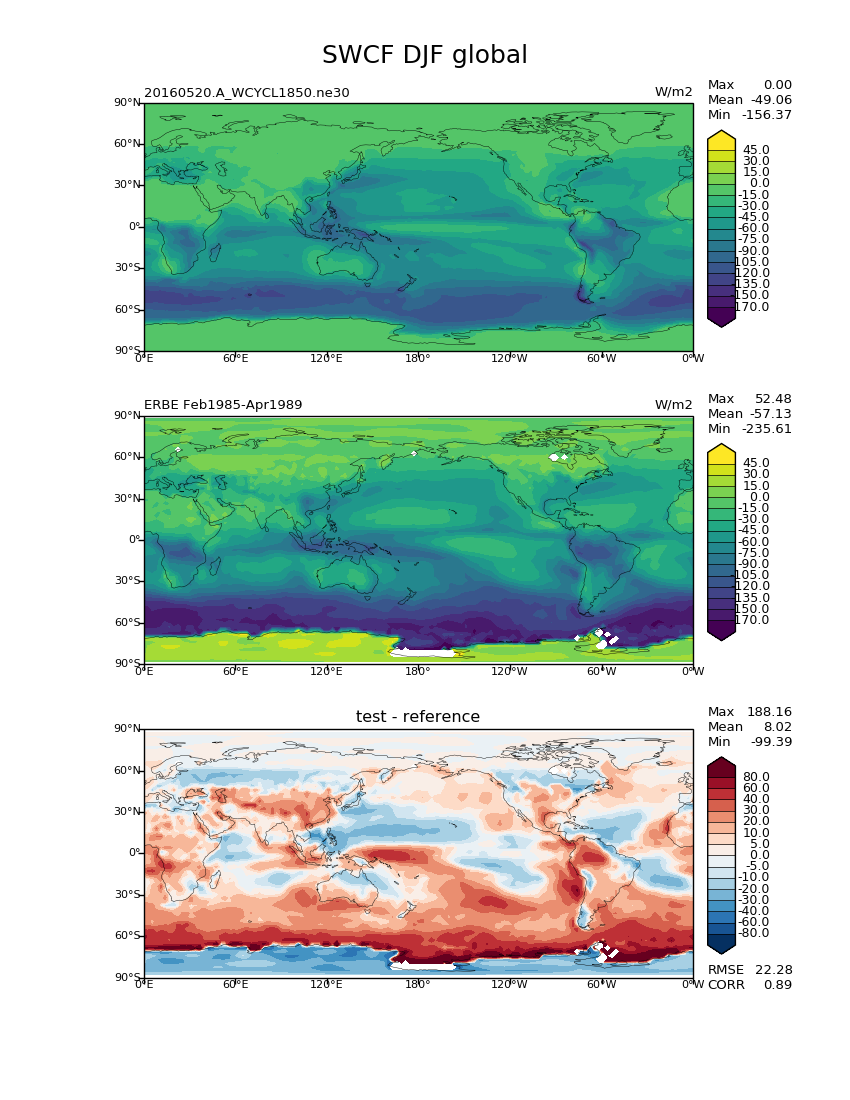 SWCF DJF global
20160520.A_WCYCL1850.ne30
W/m2
Max 0.00
Mean -49.06
Min -156.37
90°N
60°N
30°N
0°
30°S
60°S
90°S
0°E 60°E 120°E 180° 120°W 60°W 0°W
45.0
30.0
15.0
0.0
-15.0
-30.0
-45.0
-60.0
-75.0
-90.0
-105.0
-120.0
-135.0
-150.0
-170.0
ERBE Feb1985-Apr1989
W/m2
Max 52.48
Mean -57.13
Min -235.61
90°N
60°N
30°N
0°
30°S
60°S
90°S
0°E 60°E 120°E 180° 120°W 60°W 0°W
45.0
30.0
15.0
0.0
-15.0
-30.0
-45.0
-60.0
-75.0
-90.0
-105.0
-120.0
-135.0
-150.0
-170.0
test - reference
Max 188.16
Mean 8.02
Min -99.39
90°N
60°N
30°N
0°
30°S
60°S
90°S
0°E 60°E 120°E 180° 120°W 60°W 0°W
80.0
60.0
40.0
30.0
20.0
10.0
5.0
0.0
-5.0
-10.0
-20.0
-30.0
-40.0
-60.0
-80.0
RMSE 22.28
CORR 0.89